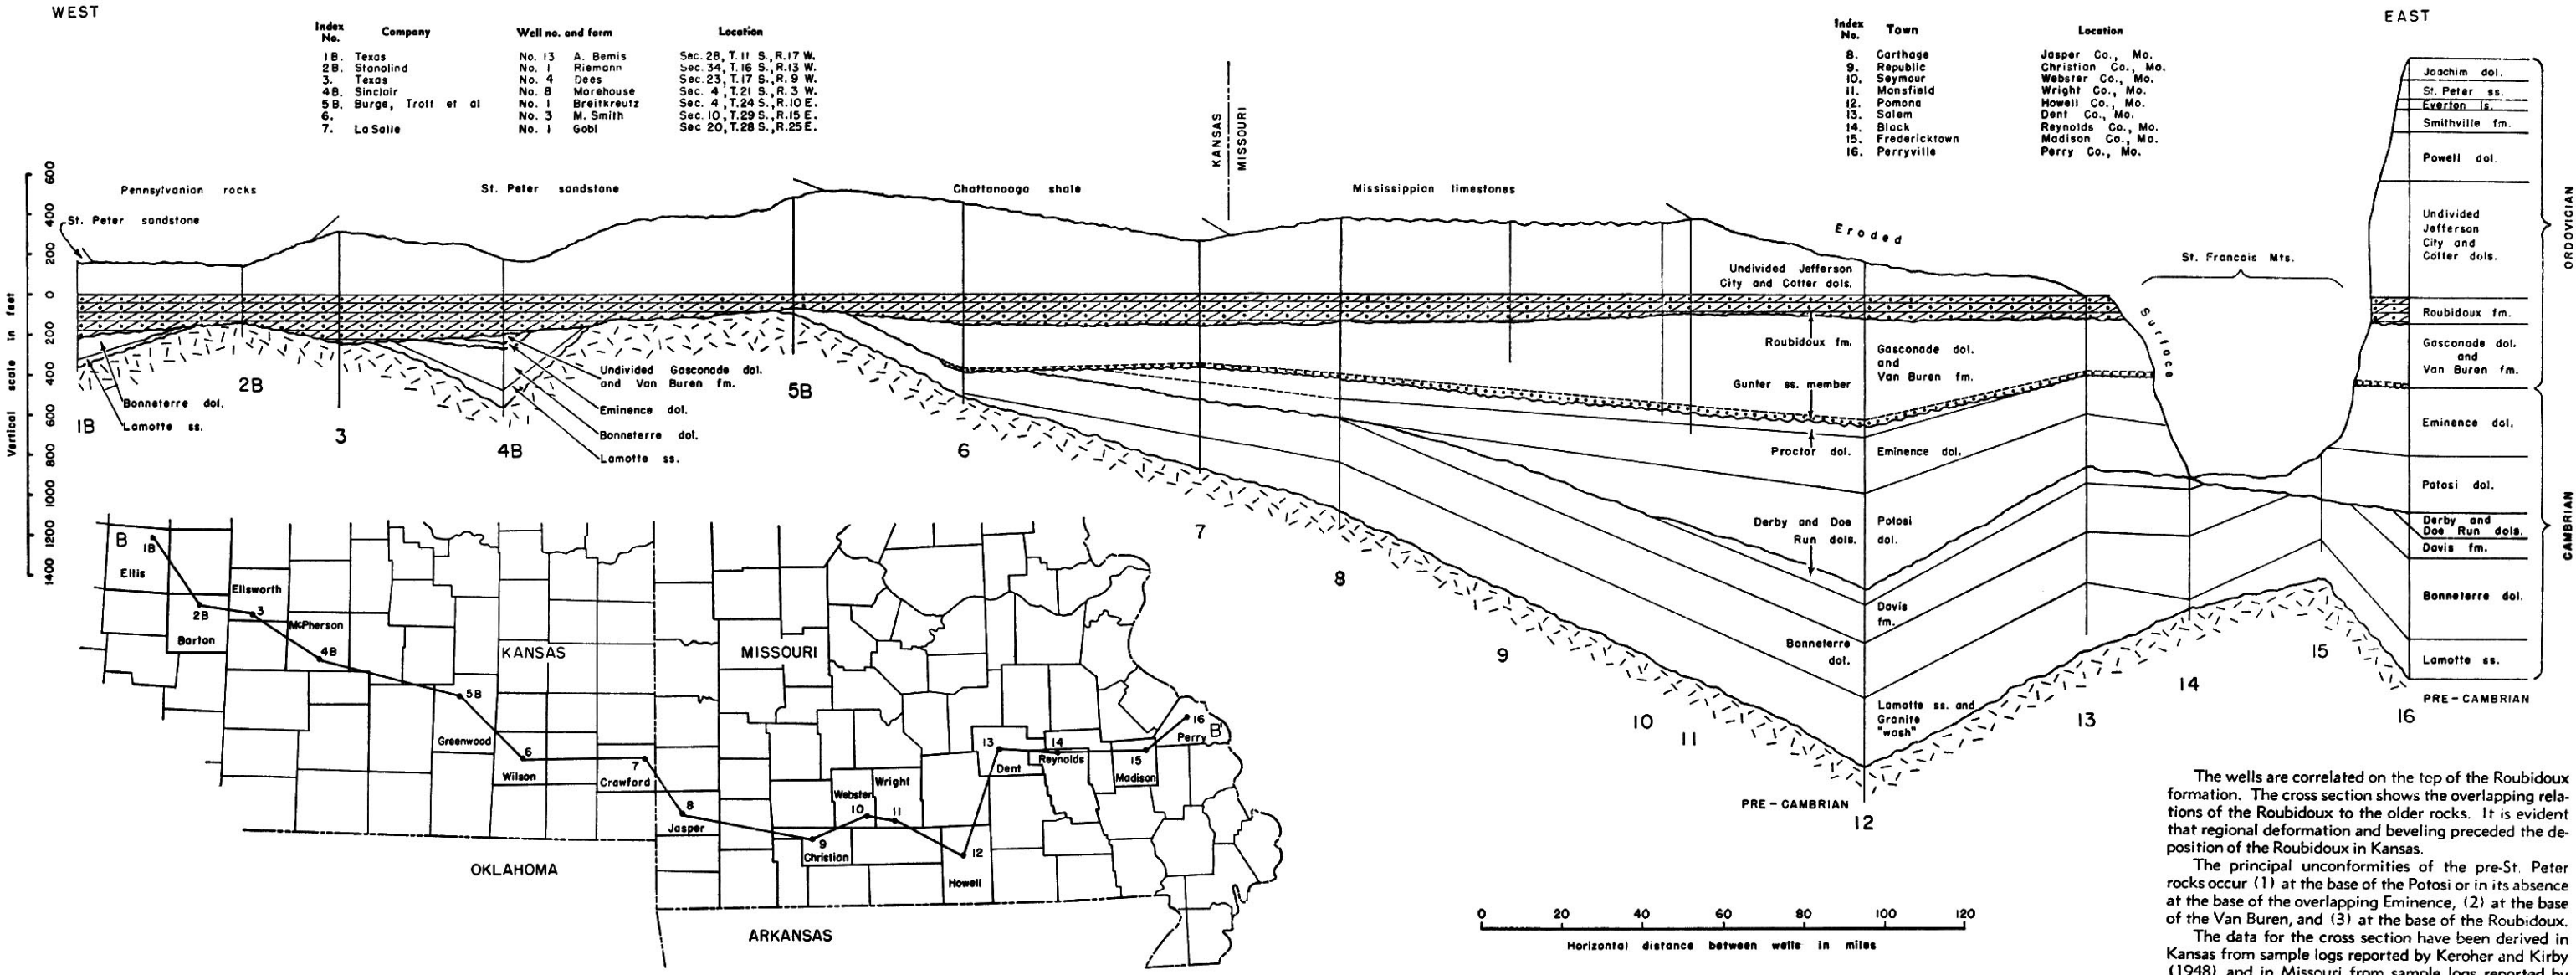 WEST
EAST
Index No. Company Well no. and farm Location
1B. Texas No. 13 A. Bemis Sec. 28, T. 11 S., R. 17 W.
2B. Stanolind No. 1 Riemann Sec. 34, T. 16 S., R. 13 W.
3. Texas No. 4 Dees Sec. 23, T. 17 S., R. 9 W.
4B. Sinclair No. 8 Morehouse Sec. 4, T. 21 S., R. 3 W.
5B. Burge, Trott et al No. 1 Breitkreutz Sec. 4, T. 24 S., R. 10 E.
6. No. 3 M. Smith Sec. 10, T. 29 S., R. 15 E.
7. La Salle No. 1 Gobl Sec 20, T. 28 S., R. 25 E.
Index No. Town Location
8. Carthage Jasper Co., Mo.
9. Republic Christian Co., Mo.
10. Seymour Webster Co., Mo.
11. Mansfield Wright Co., Mo.
12. Pomona Howell Co., Mo.
13. Salem Dent Co., Mo.
14. Black Reynolds Co., Mo.
15. Fredericktown Madison Co., Mo.
16. Perryville Perry Co., Mo.
KANSAS
MISSOURI
Pennsylvanian rocks
St. Peter sandstone
Chattanooga shale
Mississippian limestones
St. Peter sandstone
Eroded
Surface
St. Francois Mts.
Vertical scale in feet
600
400
200
0
200
400
600
800
1000
1200
1400
Bonneterre dol.
Lamotte ss.
Undivided Gasconade dol.
and Van Buren fm.
Eminence dol.
Bonneterre dol.
Lamotte ss.
Undivided Jefferson
City and Cotter dols.
Roubidoux fm.
Gunter ss. member
Proctor dol.
Derby and Doe
Run dols.
Bonneterre
dol.
Gasconade dol.
and
Van Buren fm.
Eminence dol.
Potosi
dol.
Davis
fm.
Lamotte ss. and
Granite
"wash"
PRE-CAMBRIAN
1B
2B
3
4B
5B
6
7
8
9
10
11
12
13
14
15
16
Joachim dol.
St. Peter ss.
Everton ls.
Smithville fm.
Powell dol.
Undivided
Jefferson
City and
Cotter dols.
Roubidoux fm.
Gasconade dol.
and
Van Buren fm.
Eminence dol.
Potosi dol.
Derby and
Doe Run dols.
Davis fm.
Bonneterre dol.
Lamotte ss.
PRE-CAMBRIAN
ORDOVICIAN
CAMBRIAN
B
1B
Ellis
2B
Barton
Ellsworth
3
McPherson
4B
KANSAS
5B
Greenwood
6
Wilson
7
Crawford
MISSOURI
8
Jasper
9
Christian
Webster
10
Wright
11
12
Howell
13
Dent
14
Reynolds
15
Madison
16
Perry
B'
OKLAHOMA
ARKANSAS
0 20 40 60 80 100 120
Horizontal distance between wells in miles
The wells are correlated on the top of the Roubidoux
formation. The cross section shows the overlapping rela-
tions of the Roubidoux to the older rocks. It is evident
that regional deformation and beveling preceded the de-
position of the Roubidoux in Kansas.
The principal unconformities of the pre-St. Peter
rocks occur (1) at the base of the Potosi or in its absence
at the base of the overlapping Eminence, (2) at the base
of the Van Buren, and (3) at the base of the Roubidoux.
The data for the cross section have been derived in
Kansas from sample logs reported by Keroher and Kirby
(1948) and in Missouri from sample logs reported by